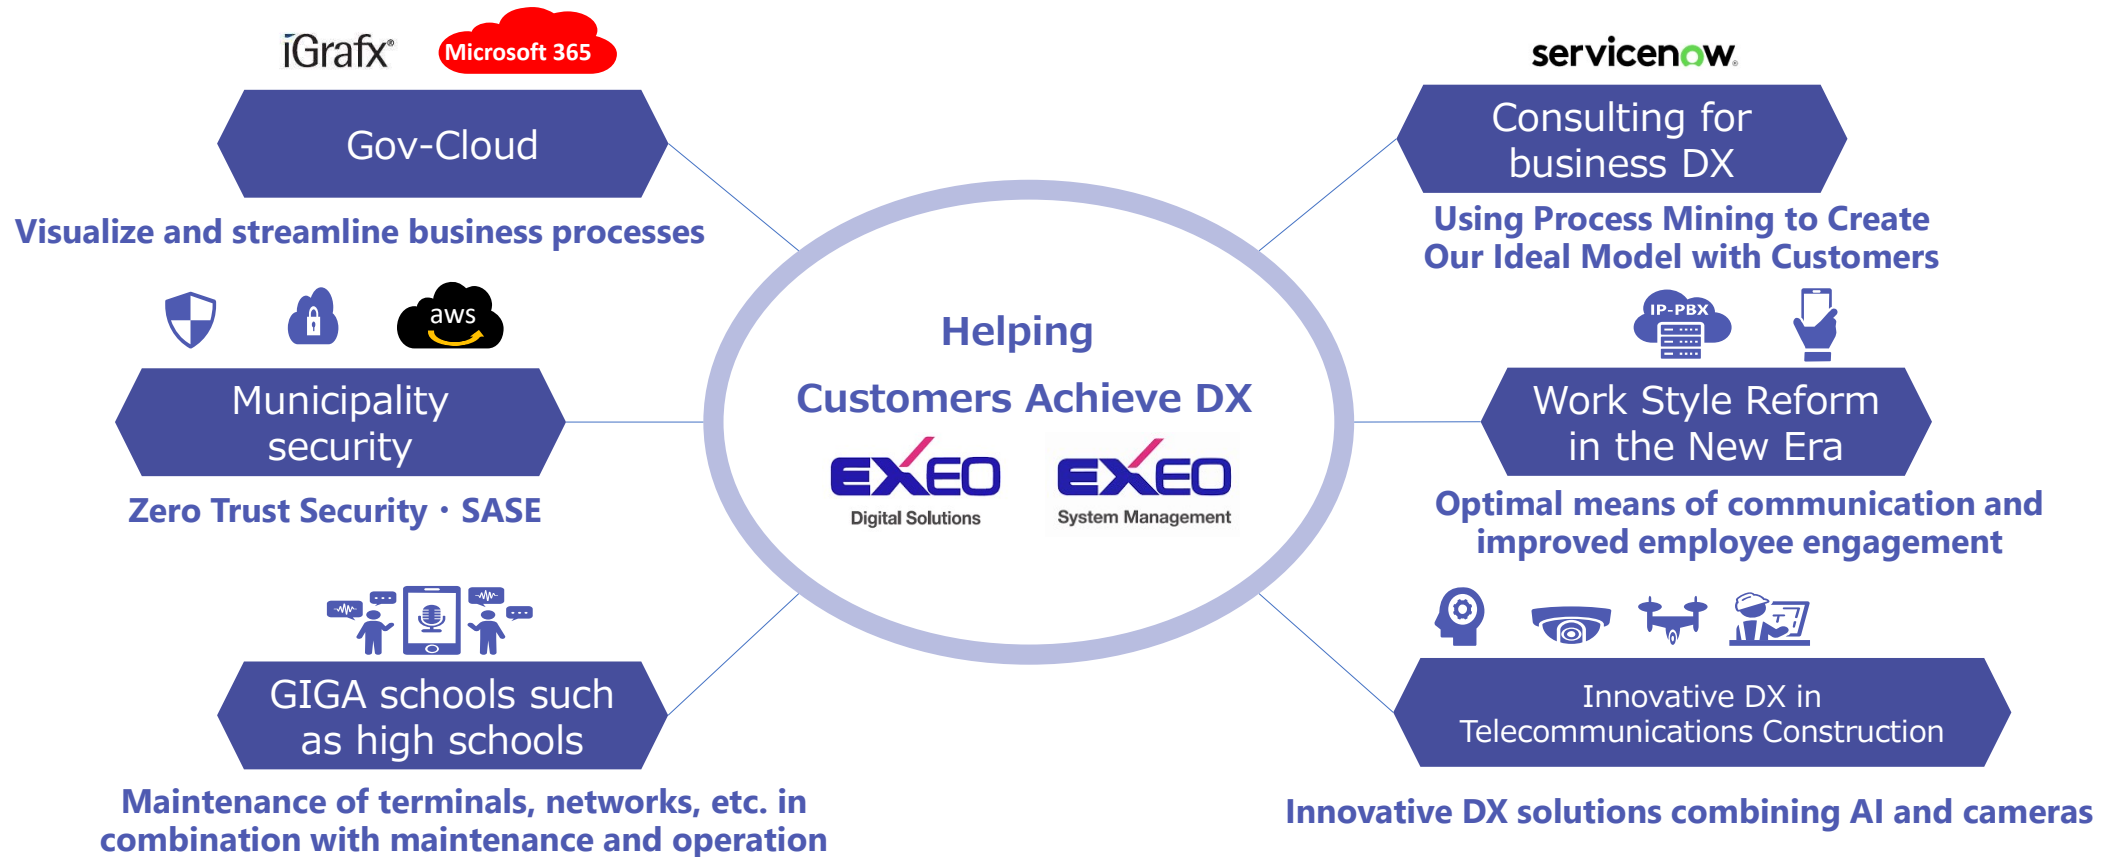 iGrafx®
Microsoft 365
Gov-Cloud
Visualize and streamline business processes
aws
Municipality
security
Zero Trust Security・SASE
GIGA schools such
as high schools
Maintenance of terminals, networks, etc. in
combination with maintenance and operation
Helping
Customers Achieve DX
EXEO
Digital Solutions
EXEO
System Management
servicenow®
Consulting for
business DX
Using Process Mining to Create
Our Ideal Model with Customers
IP-PBX
Work Style Reform
in the New Era
Optimal means of communication and
improved employee engagement
Innovative DX in
Telecommunications Construction
Innovative DX solutions combining AI and cameras